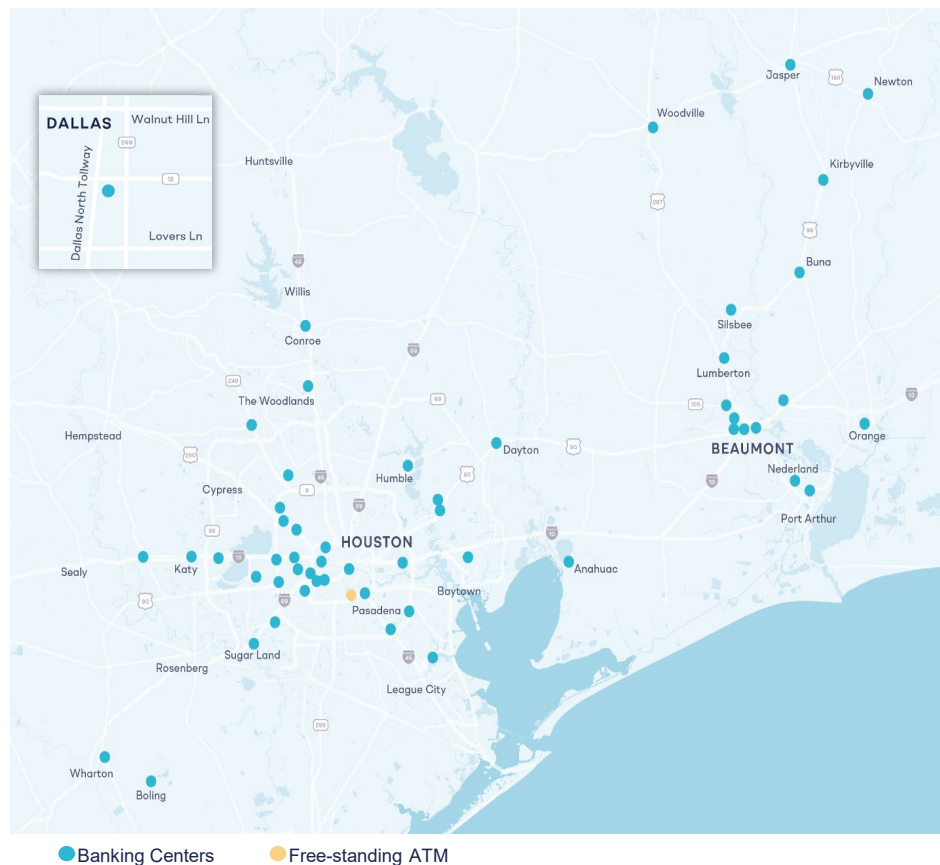 Jasper
190
Newton
DALLAS
Walnut Hill Ln
289
Woodville
Huntsville
Kirbyville
12
Dallas North Tollway
287
96
Lovers Ln
45
Buna
Willis
Silsbee
Conroe
69
Lumberton
249
The Woodlands
99
105
10
Hempstead
Orange
290
Dayton
90
BEAUMONT
Nederland
Humble
45
90
10
Cypress
8
69
Port Arthur
99
HOUSTON
10
Sealy
Katy
Anahuac
Baytown
90
69
Pasadena
Sugar Land
45
Rosenberg
League City
288
Wharton
Boling
Banking Centers
Free-standing ATM